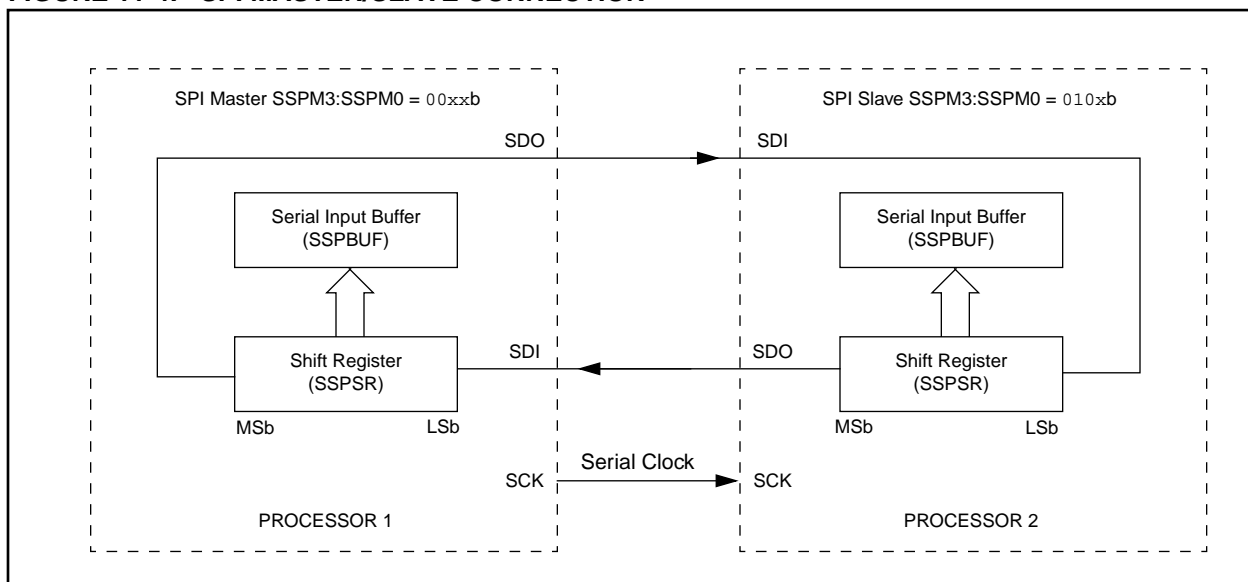 SPI Master SSPM3:SSPM0 = 00xxb
SPI Slave SSPM3:SSPM0 = 010xb
SDO
SDI
Serial Input Buffer
(SSPBUF)
Serial Input Buffer
(SSPBUF)
Shift Register
(SSPSR)
SDI
SDO
Shift Register
(SSPSR)
MSb
LSb
MSb
LSb
Serial Clock
SCK
SCK
PROCESSOR 1
PROCESSOR 2